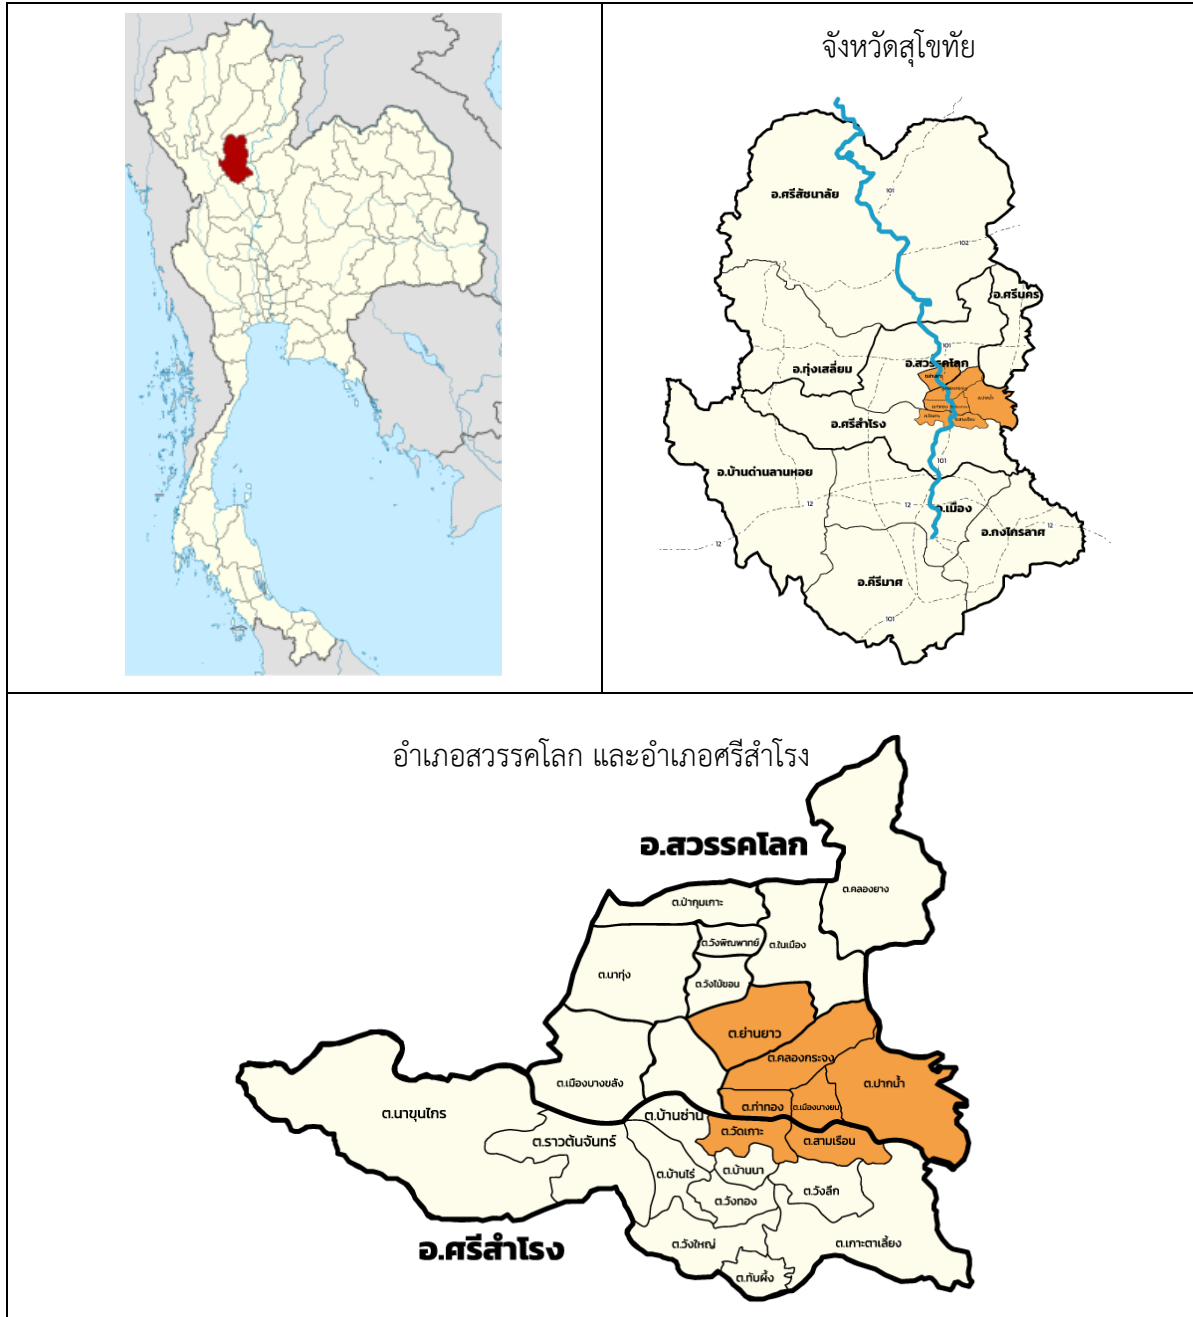 จังหวัดสุโขทัย
อ.ศรีสัชนาลัย
101
102
อ.ศรีนคร
101
อ.สวรรคโลก
อ.ทุ่งเสลี่ยม
ต.ปากน้ำ
อ.ศรีสำโรง
101
อ.บ้านด่านลานหอย
12
12
อ.เมือง
12
อ.กงไกรลาศ
12
อ.คีรีมาศ
101
อำเภอสวรรคโลก และอำเภอศรีสำโรง
อ.สวรรคโลก
ต.คลองยาง
ต.ป่ากุมเกาะ
ต.วังพิณพาทย์
ต.ในเมือง
ต.นาทุ่ง
ต.วังไม้ขอน
ต.ย่านยาว
ต.คลองกระจง
ต.ปากน้ำ
ต.เมืองบางขลัง
ต.ท่าทอง
ต.เมืองบางยม
ต.นาขุนไกร
ต.บ้านซ่าน
ต.ราวต้นจันทร์
ต.วัดเกาะ
ต.สามเรือน
ต.บ้านไร่
ต.บ้านนา
ต.วังทอง
ต.วังลึก
ต.วังใหญ่
ต.เกาะตาเลี้ยง
อ.ศรีสำโรง
ต.ทับผึ้ง